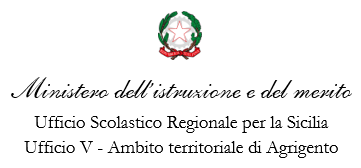 Ministero dell'istruzione e del merito
Ufficio Scolastico Regionale per la Sicilia
Ufficio V - Ambito territoriale di Agrigento